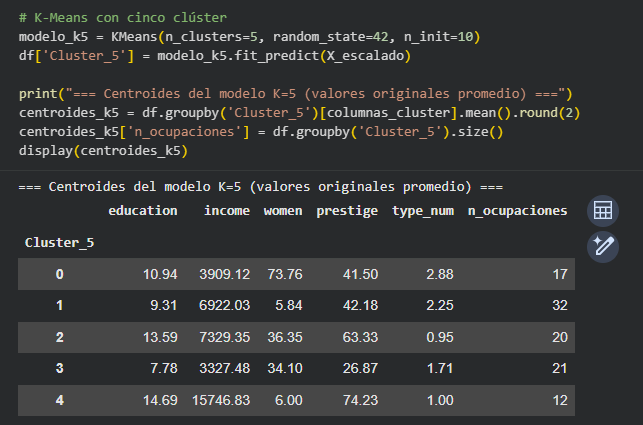 # K-Means con cinco clúster
modelo_k5 = KMeans(n_clusters=5, random_state=42, n_init=10)
df['Cluster_5'] = modelo_k5.fit_predict(X_escalado)
print("=== Centroides del modelo K=5 (valores originales promedio) ===")
centroides_k5 = df.groupby('Cluster_5')[columnas_cluster].mean().round(2)
centroides_k5['n_ocupaciones'] = df.groupby('Cluster_5').size()
display(centroides_k5)
=== Centroides del modelo K=5 (valores originales promedio) ===
education income women prestige type_num n_ocupaciones
Cluster_5
0 10.94 3909.12 73.76 41.50 2.88 17
1 9.31 6922.03 5.84 42.18 2.25 32
2 13.59 7329.35 36.35 63.33 0.95 20
3 7.78 3327.48 34.10 26.87 1.71 21
4 14.69 15746.83 6.00 74.23 1.00 12